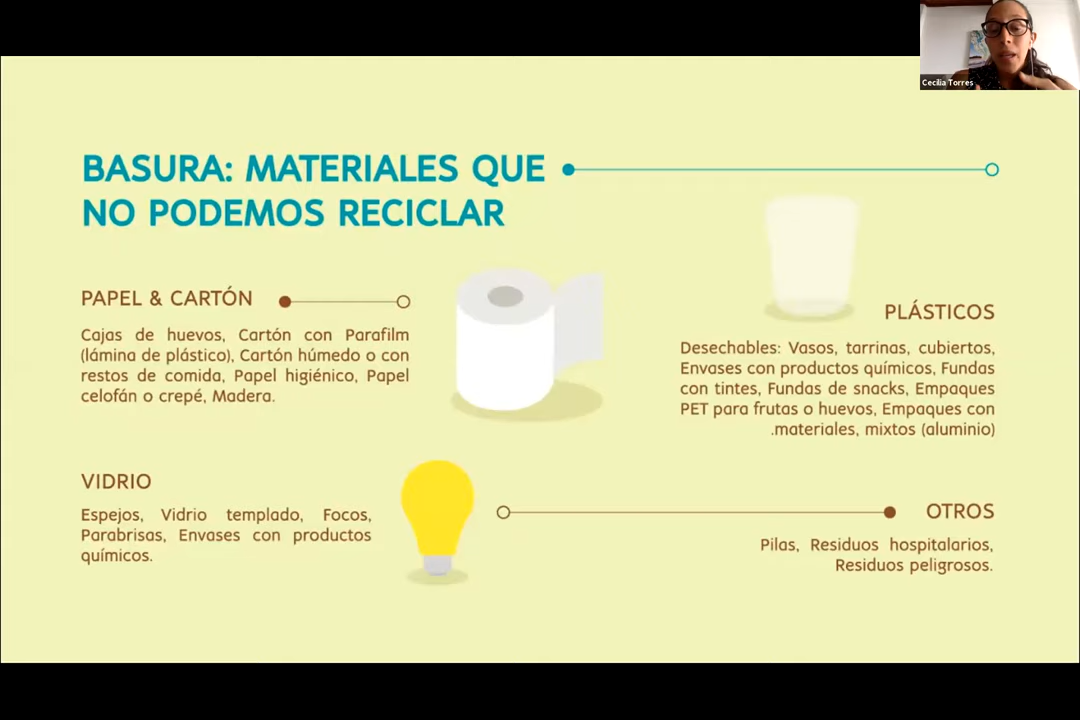 Cecilia Torres
BASURA: MATERIALES QUE
NO PODEMOS RECICLAR
PAPEL & CARTÓN
Cajas de huevos, Cartón con Parafilm
(lámina de plástico), Cartón húmedo o con
restos de comida, Papel higiénico, Papel
celofán o crepé, Madera.
PLÁSTICOS
Desechables: Vasos, tarrinas, cubiertos,
Envases con productos químicos, Fundas
con tintes, Fundas de snacks, Empaques
PET para frutas o huevos, Empaques con
.materiales, mixtos (aluminio)
VIDRIO
Espejos, Vidrio templado, Focos,
Parabrisas, Envases con productos
químicos.
OTROS
Pilas, Residuos hospitalarios,
Residuos peligrosos.